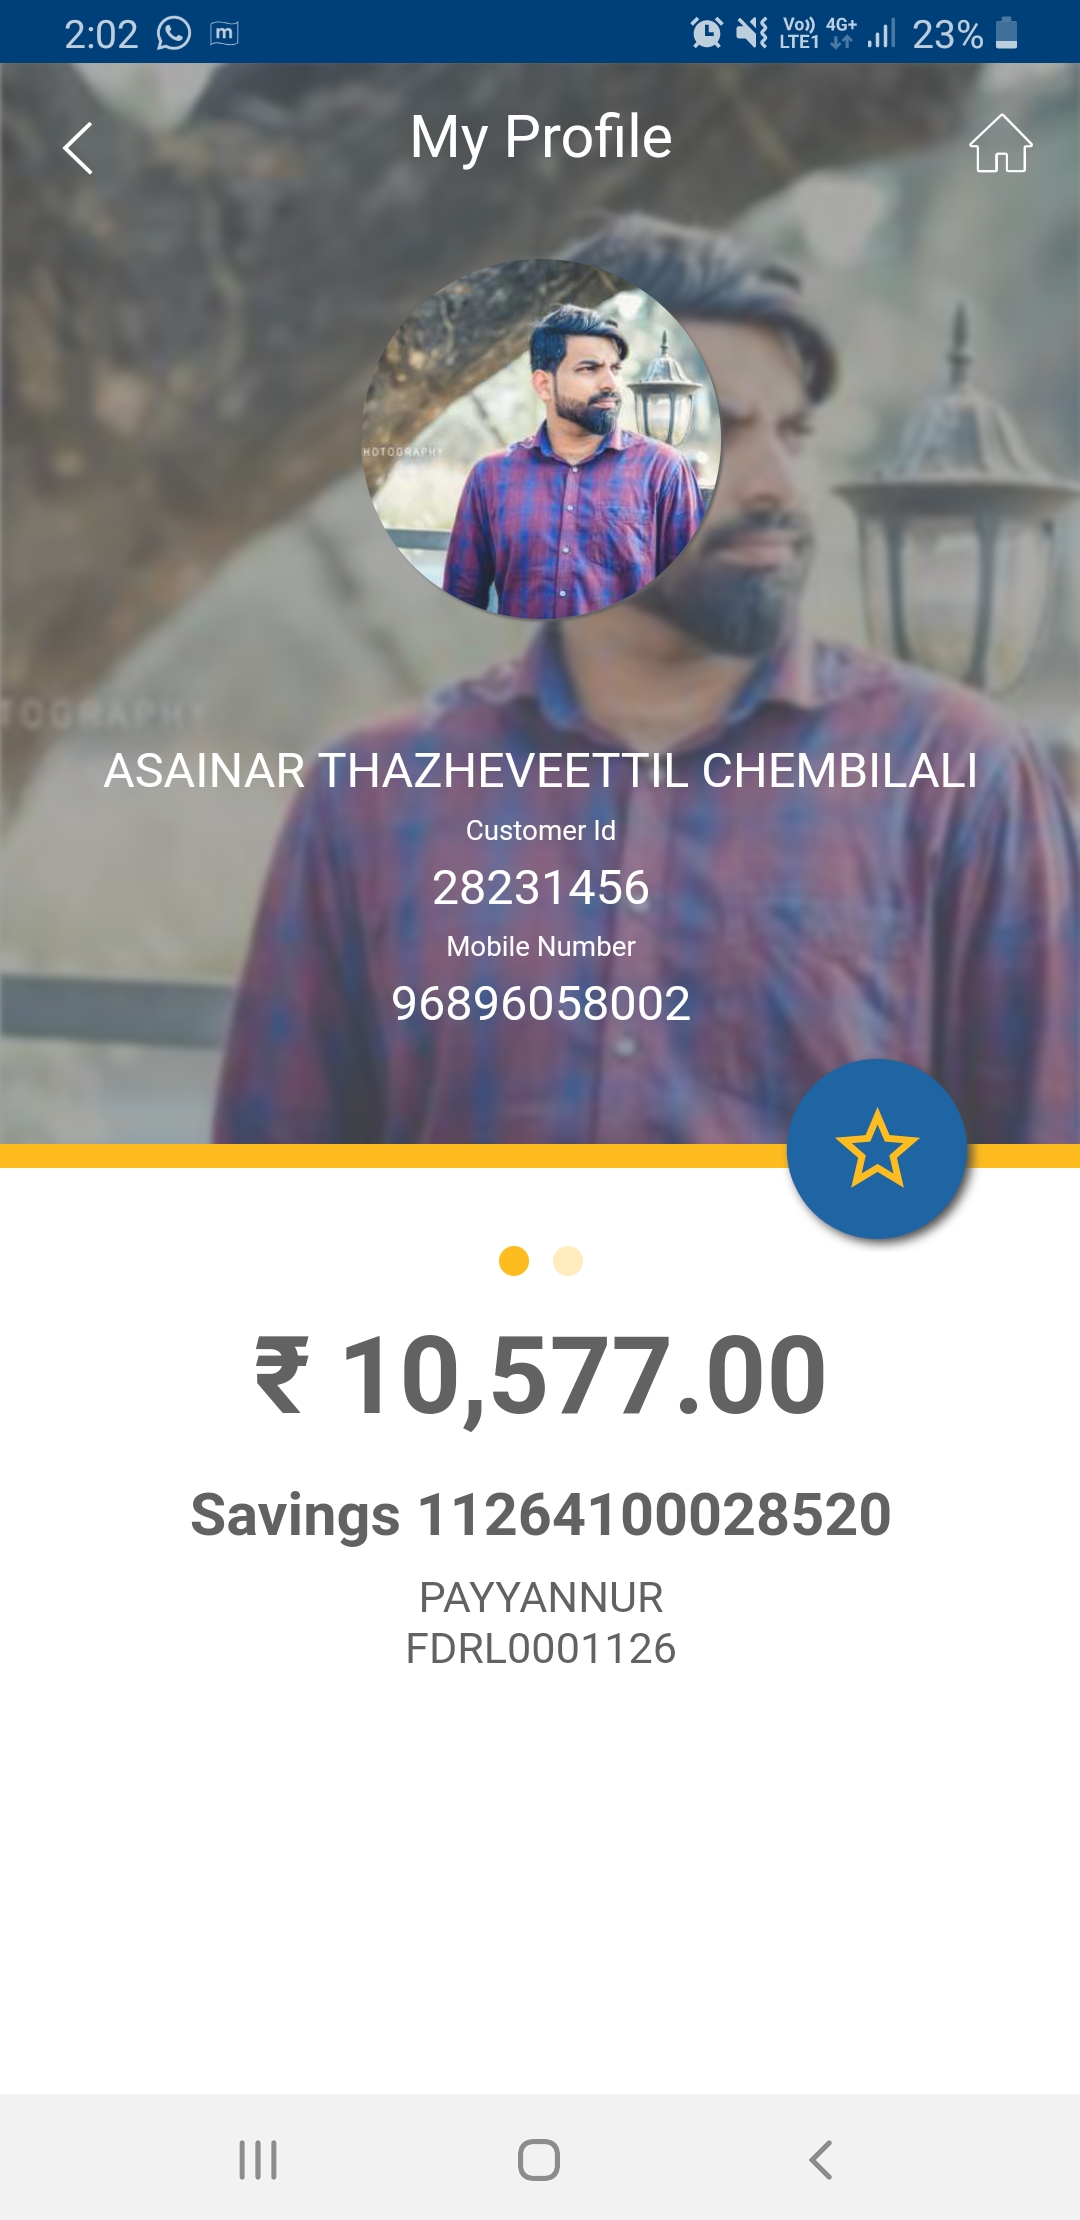 2:02 m Vo)) LTE1 4G+ 23%
My Profile
HOTOGRAPHY
TOGRAPHY
ASAINAR THAZHEVEETTIL CHEMBILALI
Customer Id
28231456
Mobile Number
96896058002
₹ 10,577.00
Savings 11264100028520
PAYYANNUR
FDRL0001126